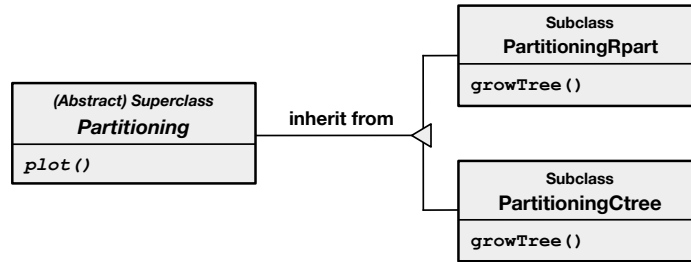 (Abstract) Superclass
Partitioning
plot()
inherit from
Subclass
PartitioningRpart
growTree()
Subclass
PartitioningCtree
growTree()